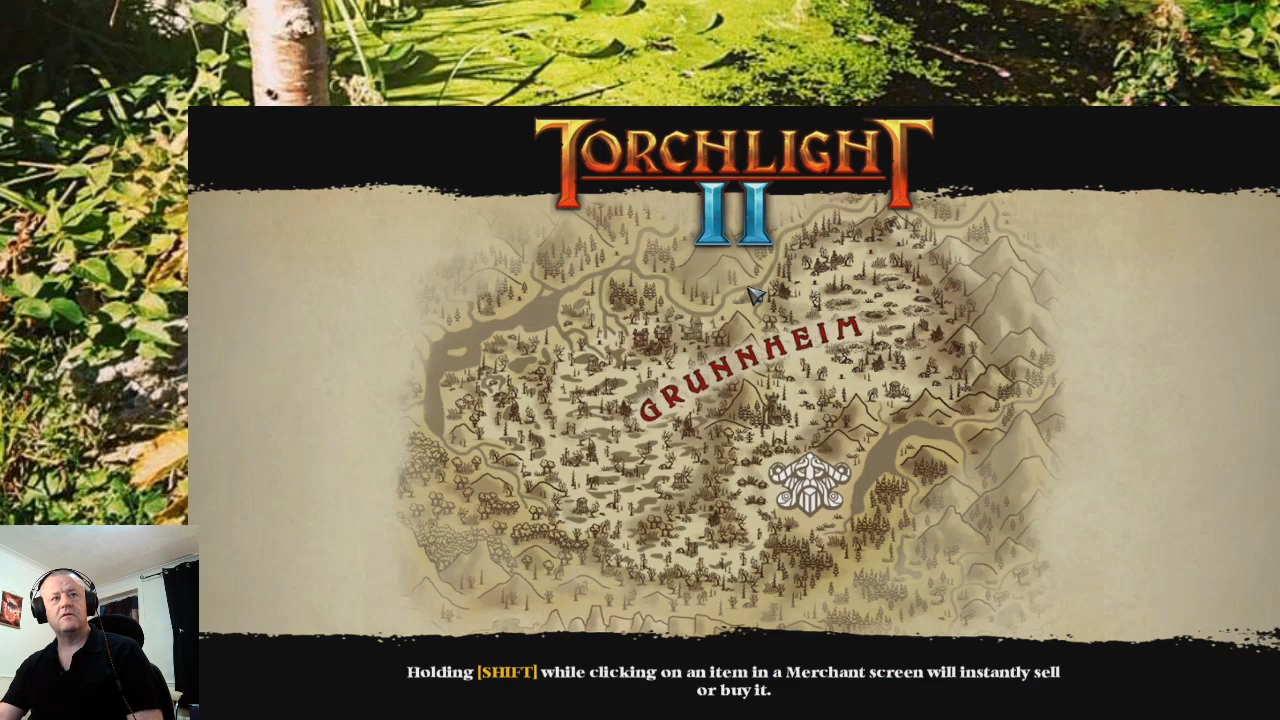 TORCHLIGHT
II
GRUNNHEIM
Holding [SHIFT] while clicking on an item in a Merchant screen will instantly sell
or buy it.